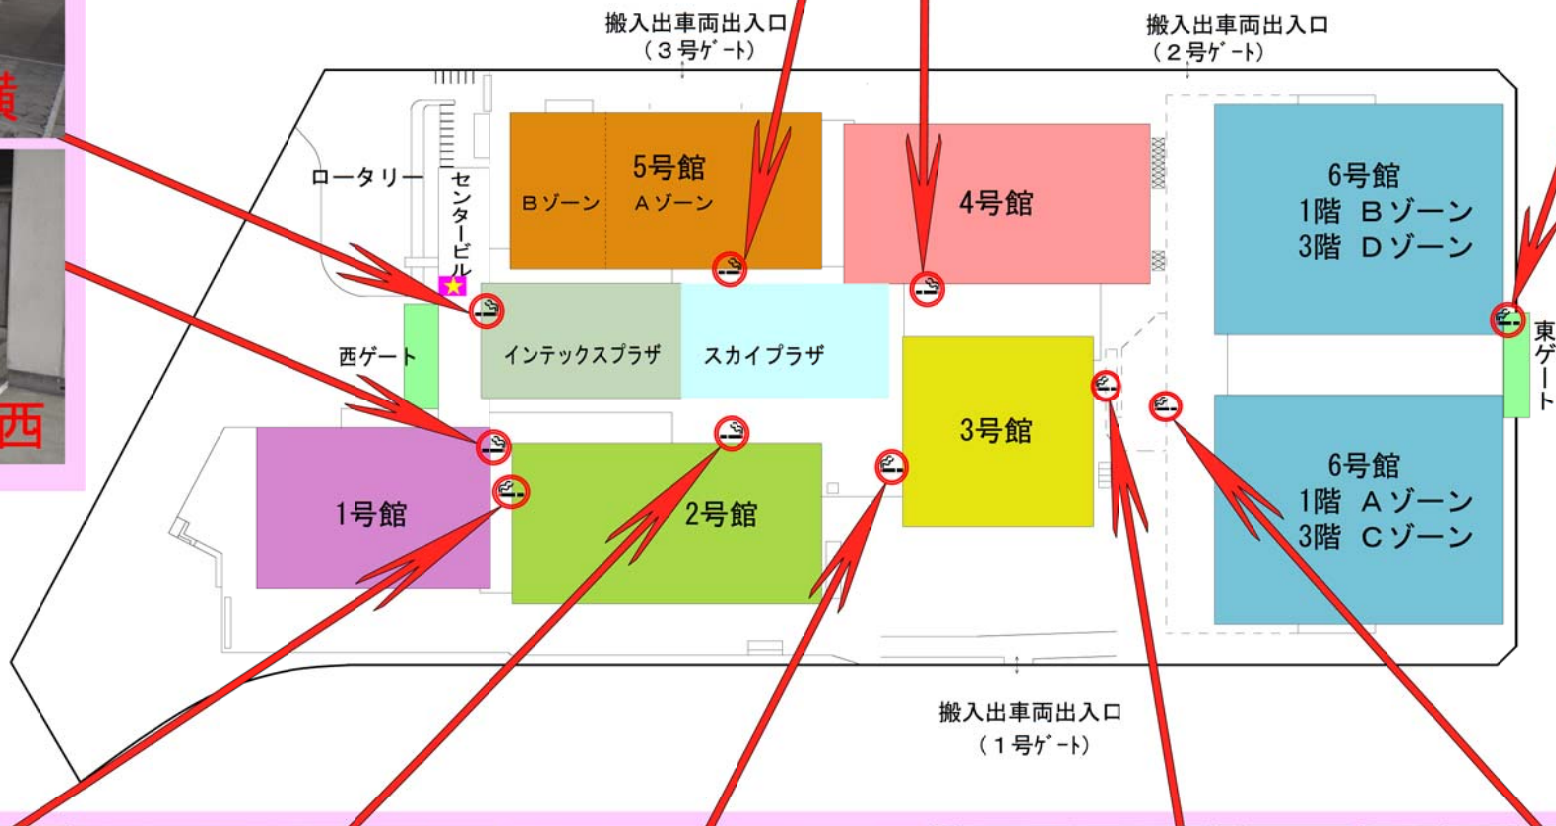 搬入出車両出入口
(3号ｹﾞｰﾄ)
搬入出車両出入口
(2号ｹﾞｰﾄ)
ロータリー
センタービル
5号館
Bゾーン
Aゾーン
4号館
6号館
1階 Bゾーン
3階 Dゾーン
西ゲート
インテックスプラザ
スカイプラザ
東ゲート
3号館
西
1号館
2号館
6号館
1階 Aゾーン
3階 Cゾーン
搬入出車両出入口
(1号ｹﾞｰﾄ)